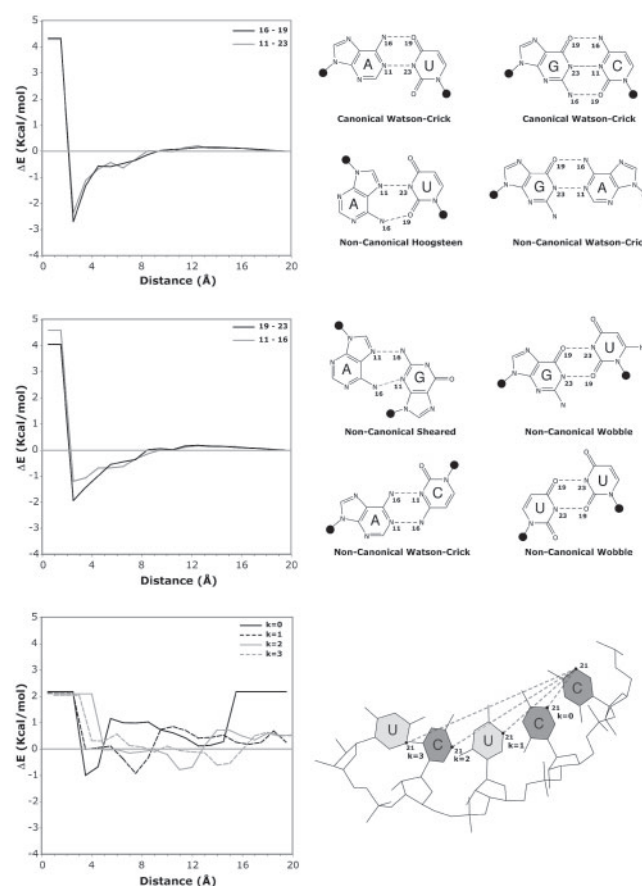 16 - 19
11 - 23
5
4
3
2
1
0
-1
-2
-3
-4
ΔE (Kcal/mol)
0 4 8 12 16 20
Distance (Å)
N O
16 19
A U
N N
11 23
N
N
N
O
Canonical Watson-Crick
O N
19 16
G C
N N
23 11
N O
16 19
Canonical Watson-Crick
A U
11 23
16 19
Non-Canonical Hoogsteen
O N
19 16
G A
23 11
Non-Canonical Watson-Cric
19 - 23
11 - 16
5
4
3
2
1
0
-1
-2
-3
-4
ΔE (Kcal/mol)
0 4 8 12 16 20
Distance (Å)
A G
11 16
16 11
Non-Canonical Sheared
G U
19 23
23 19
Non-Canonical Wobble
A C
16 11
11 16
Non-Canonical Watson-Crick
U U
19 23
23 19
Non-Canonical Wobble
k=0
k=1
k=2
k=3
5
4
3
2
1
0
-1
-2
-3
-4
ΔE (Kcal/mol)
0 4 8 12 16 20
Distance (Å)
21
C
21
k=0
C
21
k=1
U
21
k=2
C
21
k=3
U